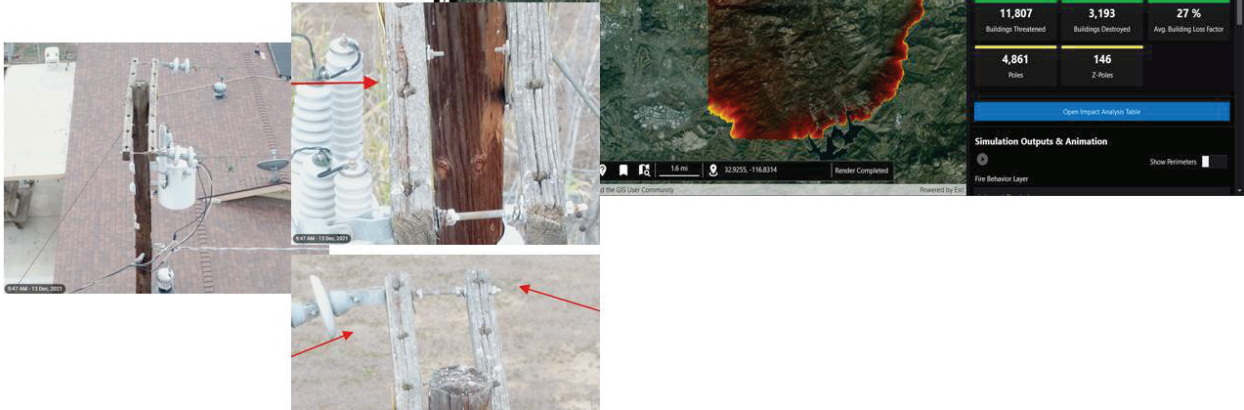 9:47 AM - 13 Dec, 2021
9:47 AM - 13 Dec, 2021
11,807
Buildings Threatened
3,193
Buildings Destroyed
27 %
Avg. Building Loss Factor
4,861
Poles
146
Z-Poles
Open Impact Analysis Table
Simulation Outputs & Animation
Show Perimeters
Fire Behavior Layer
1.6 mi
32.9255, -116.8314
Render Completed
d the GIS User Community
Powered by Esri